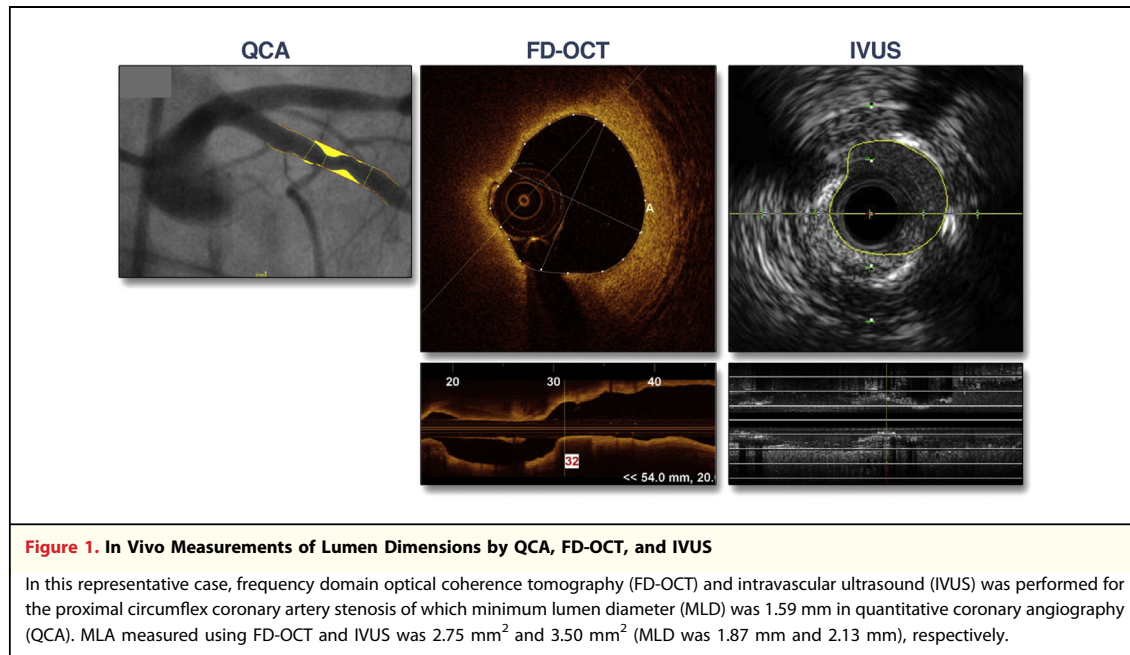 QCA
FD-OCT
IVUS
A
20
30
40
32
<< 54.0 mm, 20.
Figure 1. In Vivo Measurements of Lumen Dimensions by QCA, FD-OCT, and IVUS
In this representative case, frequency domain optical coherence tomography (FD-OCT) and intravascular ultrasound (IVUS) was performed for
the proximal circumflex coronary artery stenosis of which minimum lumen diameter (MLD) was 1.59 mm in quantitative coronary angiography
(QCA). MLA measured using FD-OCT and IVUS was 2.75 mm² and 3.50 mm² (MLD was 1.87 mm and 2.13 mm), respectively.